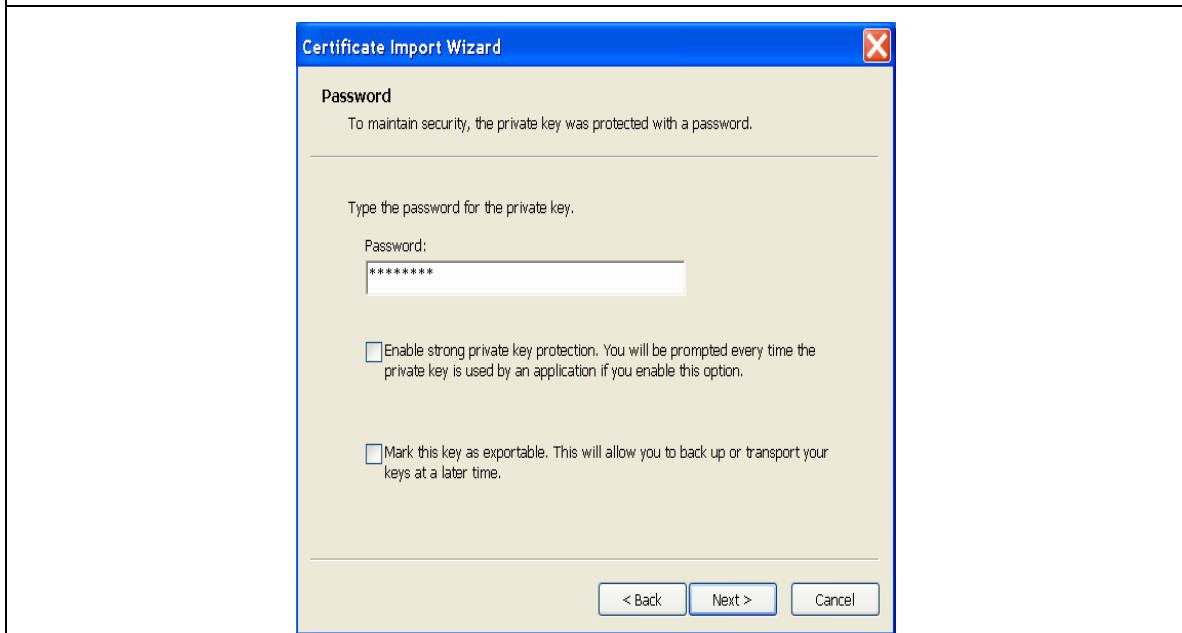 Certificate Import Wizard
Password
To maintain security, the private key was protected with a password.
Type the password for the private key.
Password:
********
Enable strong private key protection. You will be prompted every time the
private key is used by an application if you enable this option.
Mark this key as exportable. This will allow you to back up or transport your
keys at a later time.
< Back Next > Cancel